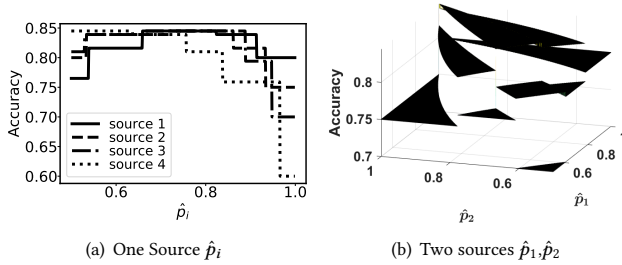 0.85
0.80
0.75
0.70
0.65
0.60
Accuracy
source 1
source 2
source 3
source 4
0.6 0.8 1.0
p̂ᵢ
(a) One Source p̂ᵢ
Accuracy
0.8
0.75
0.7
1
0.8
0.6
p̂₂
0.6
0.8
p̂₁
(b) Two sources p̂₁,p̂₂